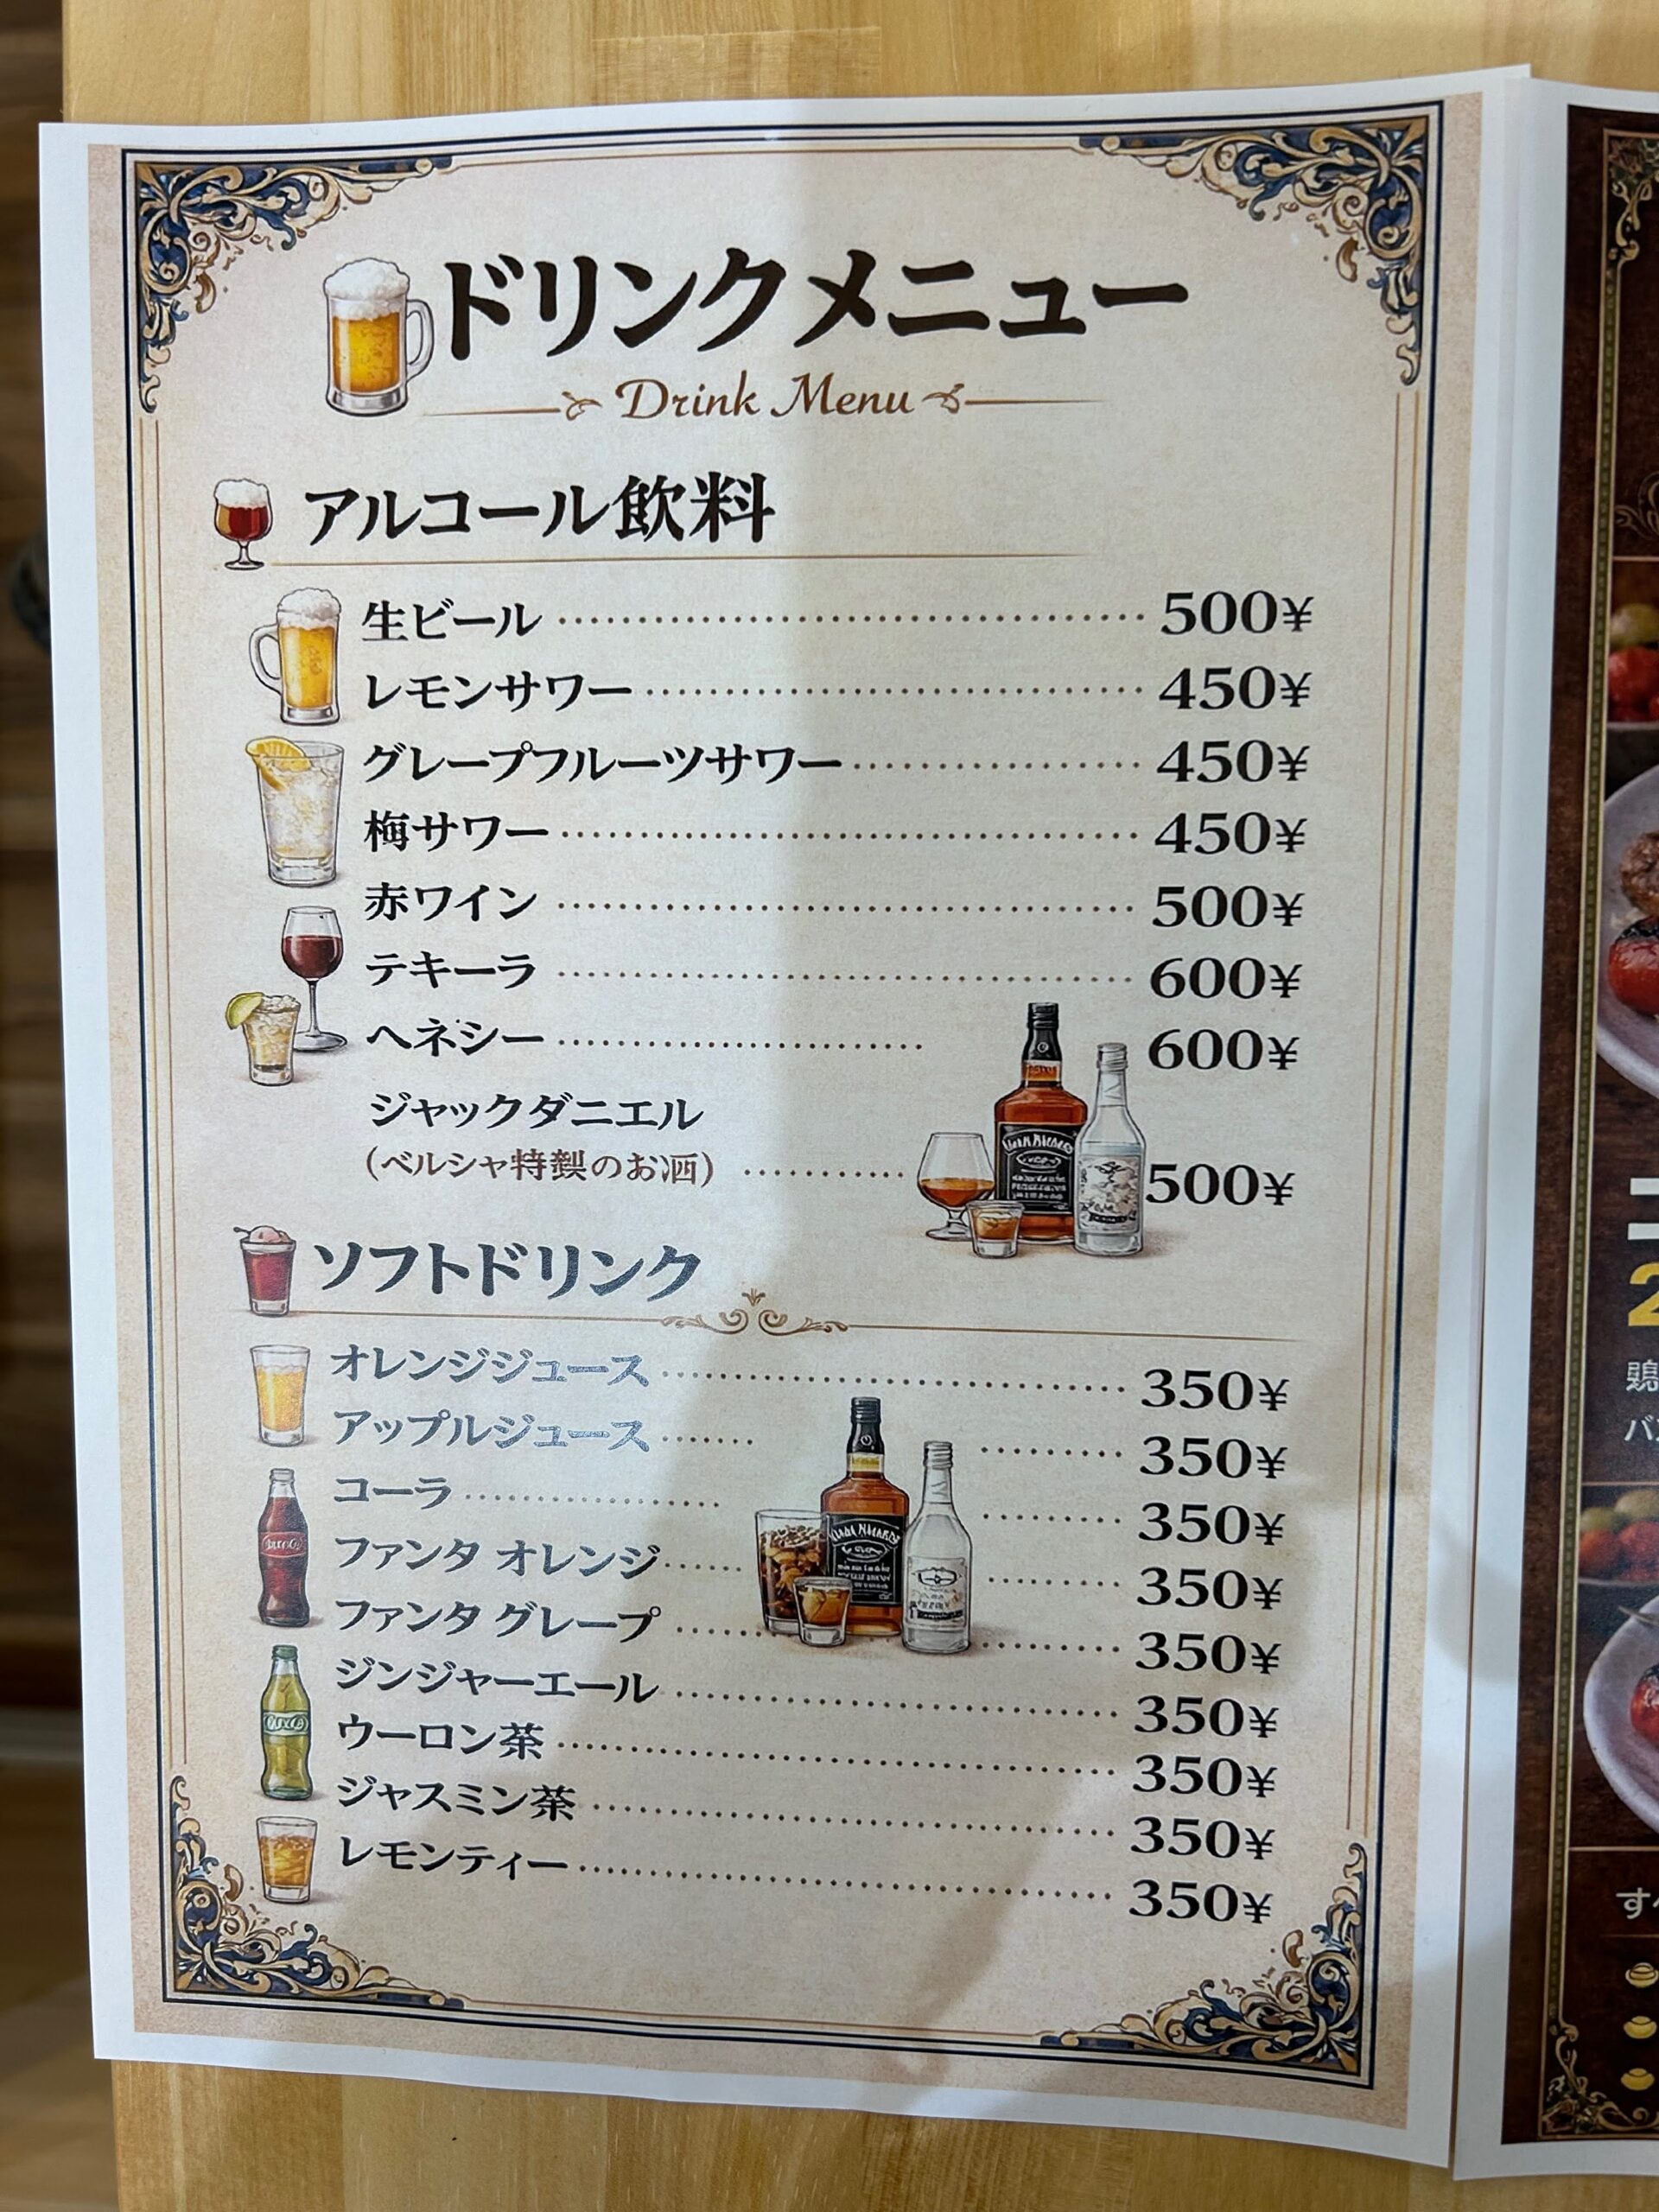 ドリンクメニュー
Drink Menu
アルコール飲料
生ビール 500¥
レモンサワー 450¥
グレープフルーツサワー 450¥
梅サワー 450¥
赤ワイン 500¥
テキーラ 600¥
ヘネシー 600¥
ジャックダニエル
(ペルシャ特製のお酒) 500¥
ソフトドリンク
オレンジジュース 350¥
アップルジュース 350¥
コーラ 350¥
ファンタ オレンジ 350¥
ファンタ グレープ 350¥
ジンジャーエール 350¥
ウーロン茶 350¥
ジャスミン茶 350¥
レモンティー 350¥
2